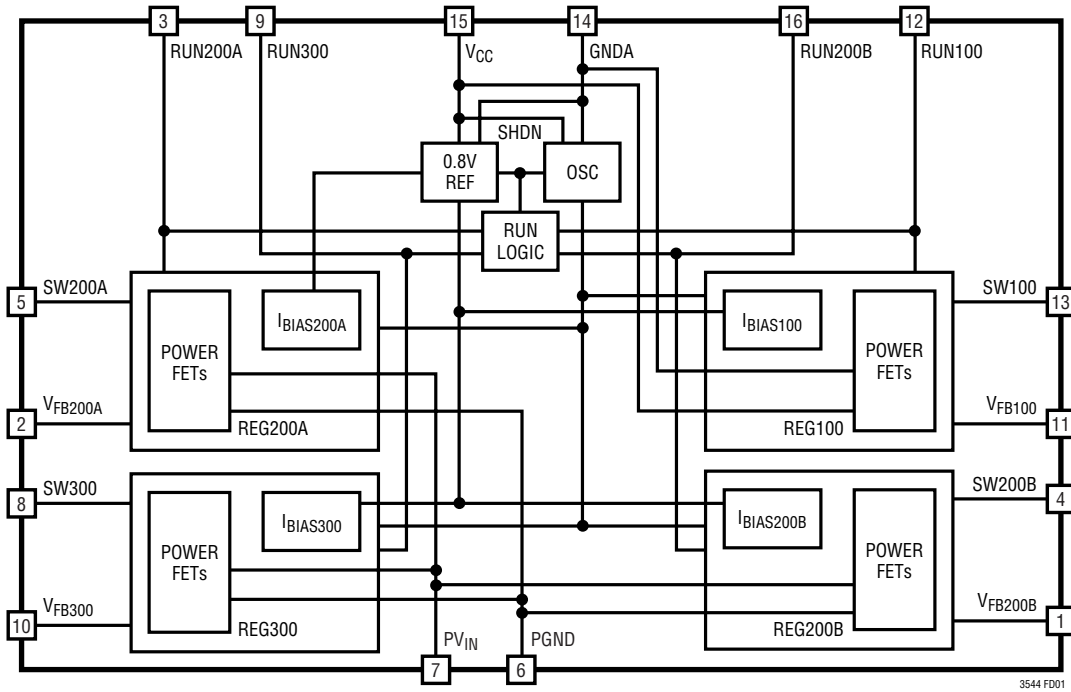 3
9
15
14
16
12
RUN200A
RUN300
VCC
GNDA
RUN200B
RUN100
SHDN
0.8V
REF
OSC
RUN
LOGIC
5
SW200A
SW100
13
IBIAS200A
POWER
FETs
IBIAS100
POWER
FETs
2
VFB200A
REG200A
REG100
VFB100
11
8
SW300
SW200B
4
IBIAS300
POWER
FETs
IBIAS200B
POWER
FETs
10
VFB300
REG300
REG200B
VFB200B
1
PVIN
PGND
7
6
3544 FD01